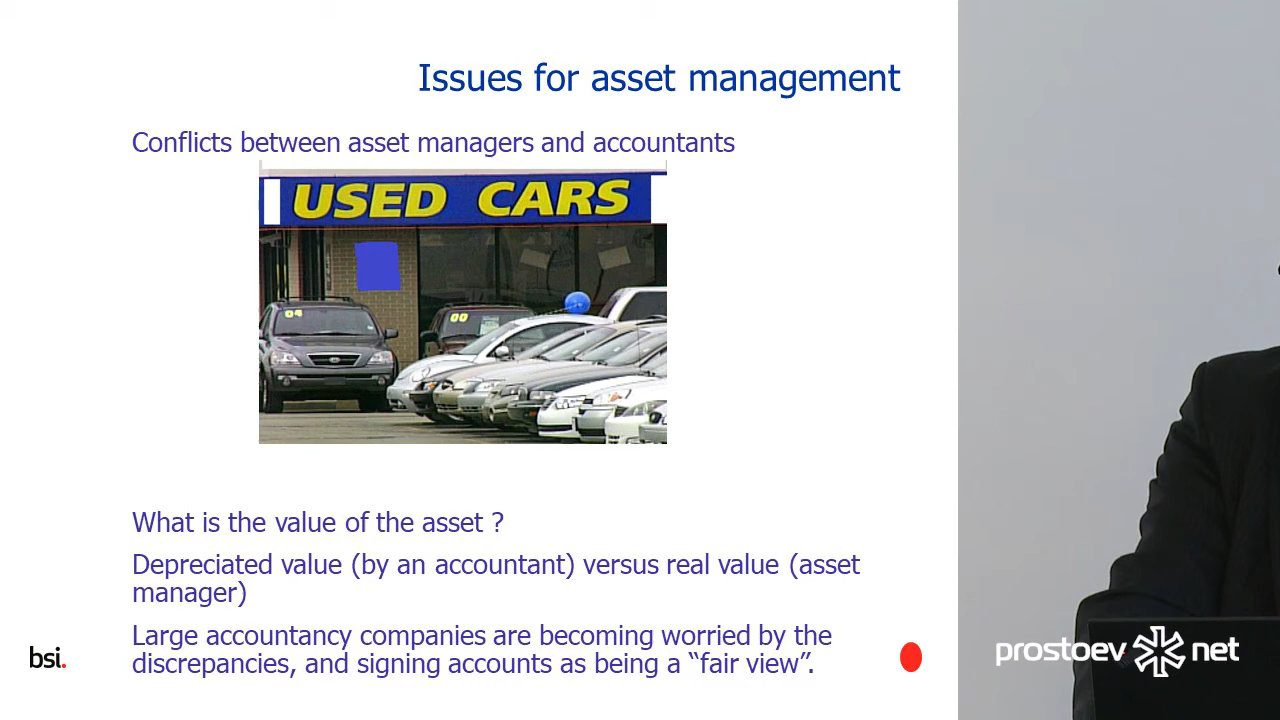 Issues for asset management
Conflicts between asset managers and accountants
USED CARS
04
00
What is the value of the asset ?
Depreciated value (by an accountant) versus real value (asset
manager)
Large accountancy companies are becoming worried by the
discrepancies, and signing accounts as being a “fair view”.
bsi.
prostoev net